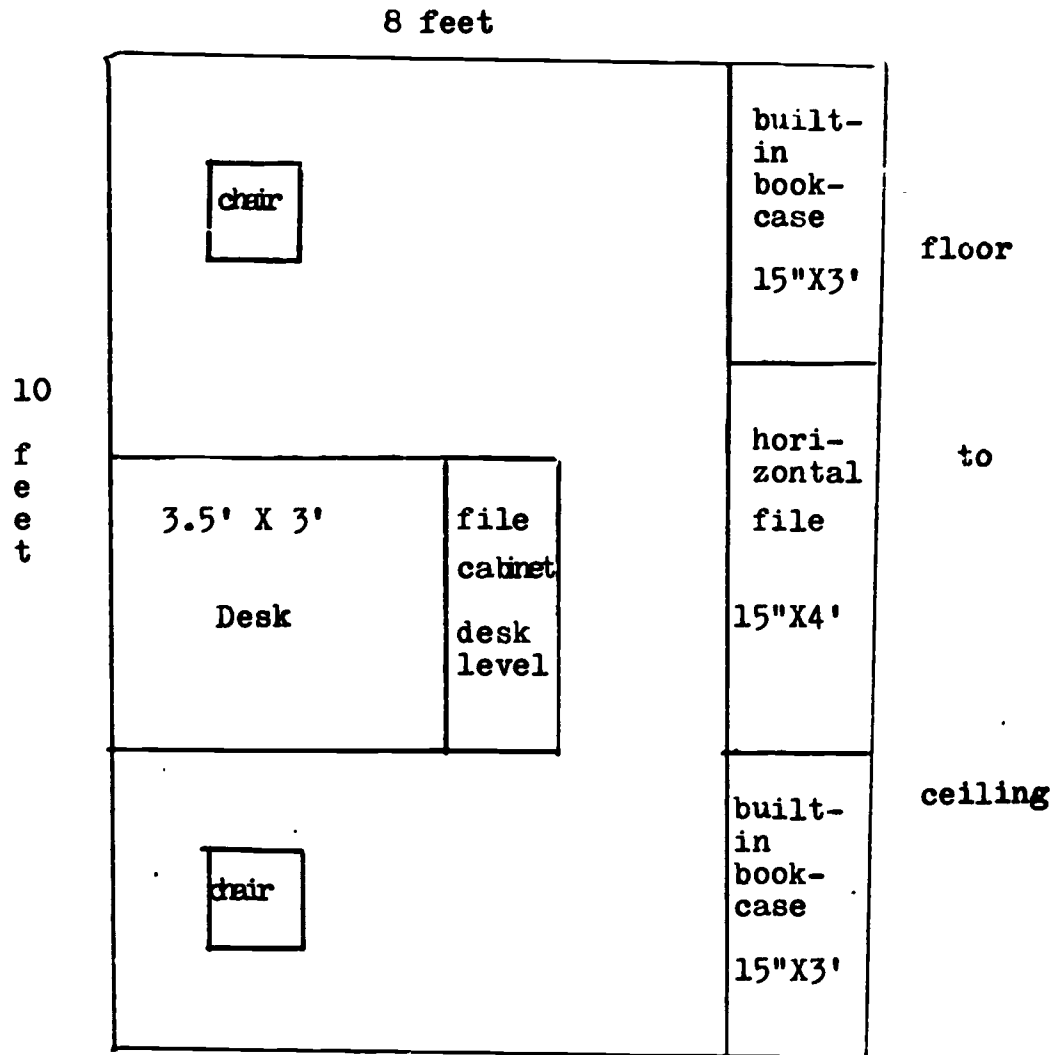 8 feet
built-
in
book-
case
15"X3'
chair
floor
10
feet
hori-
zontal
file
15"X4'
to
3.5' X 3'
Desk
file
cabinet
desk
level
built-
in
book-
case
15"X3'
ceiling
chair